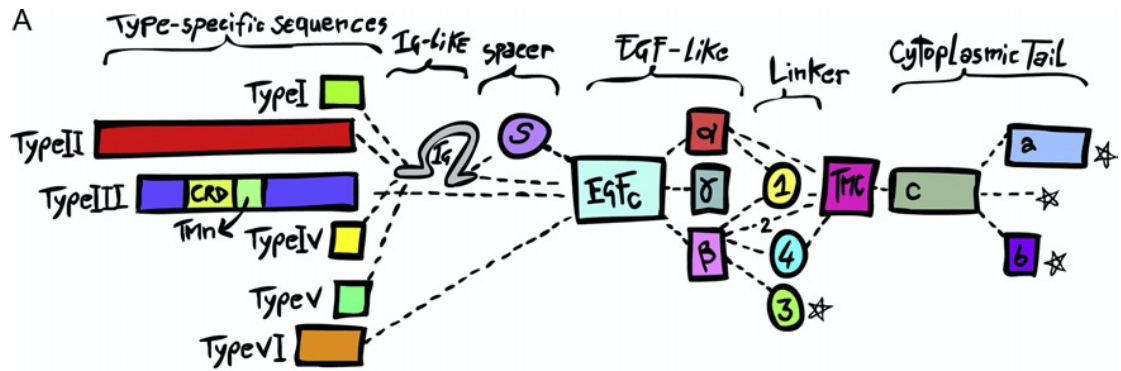 A
Type-specific sequences
Ig-Like
spacer
EGF-Like
Linker
Cytoplasmic Tail
TypeI
TypeII
TypeIII
CRD
TMn
TypeIV
TypeV
TypeVI
Ig
S
EGFc
α
γ
β
1
2
4
3
TMC
C
a
b